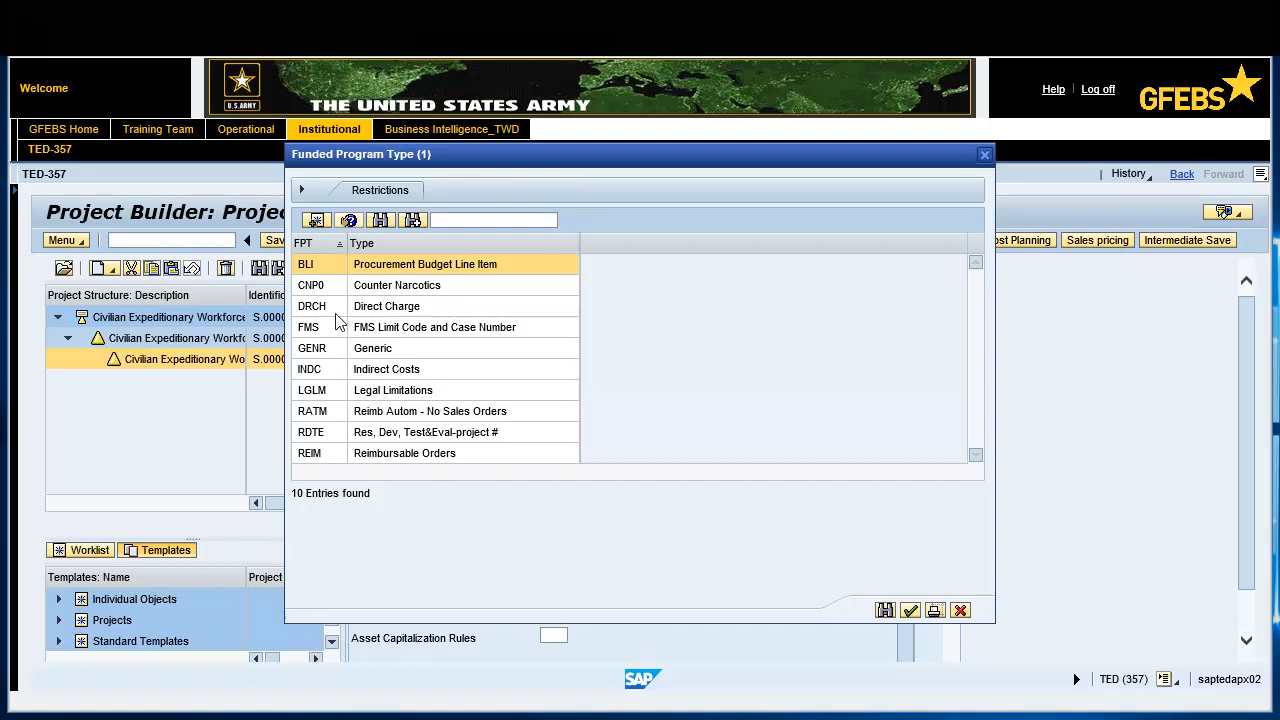 Welcome
U.S.ARMY
THE UNITED STATES ARMY
Help
Log off
GFEBS
GFEBS Home
Training Team
Operational
Institutional
Business Intelligence_TWD
TED-357
Funded Program Type (1)
TED-357
History
Back
Forward
Restrictions
Project Builder: Proje
Menu
Sav
ost Planning
Sales pricing
Intermediate Save
FPT Type
BLI Procurement Budget Line Item
CNP0 Counter Narcotics
DRCH Direct Charge
FMS FMS Limit Code and Case Number
GENR Generic
INDC Indirect Costs
LGLM Legal Limitations
RATM Reimb Autom - No Sales Orders
RDTE Res, Dev, Test&Eval-project #
REIM Reimbursable Orders
10 Entries found
Project Structure: Description Identific
Civilian Expeditionary Workforce S.0000
Civilian Expeditionary Workfo S.0000
Civilian Expeditionary Wo S.0000
Worklist
Templates
Templates: Name Project
Individual Objects
Projects
Standard Templates
Asset Capitalization Rules
SAP
TED (357)
saptedapx02